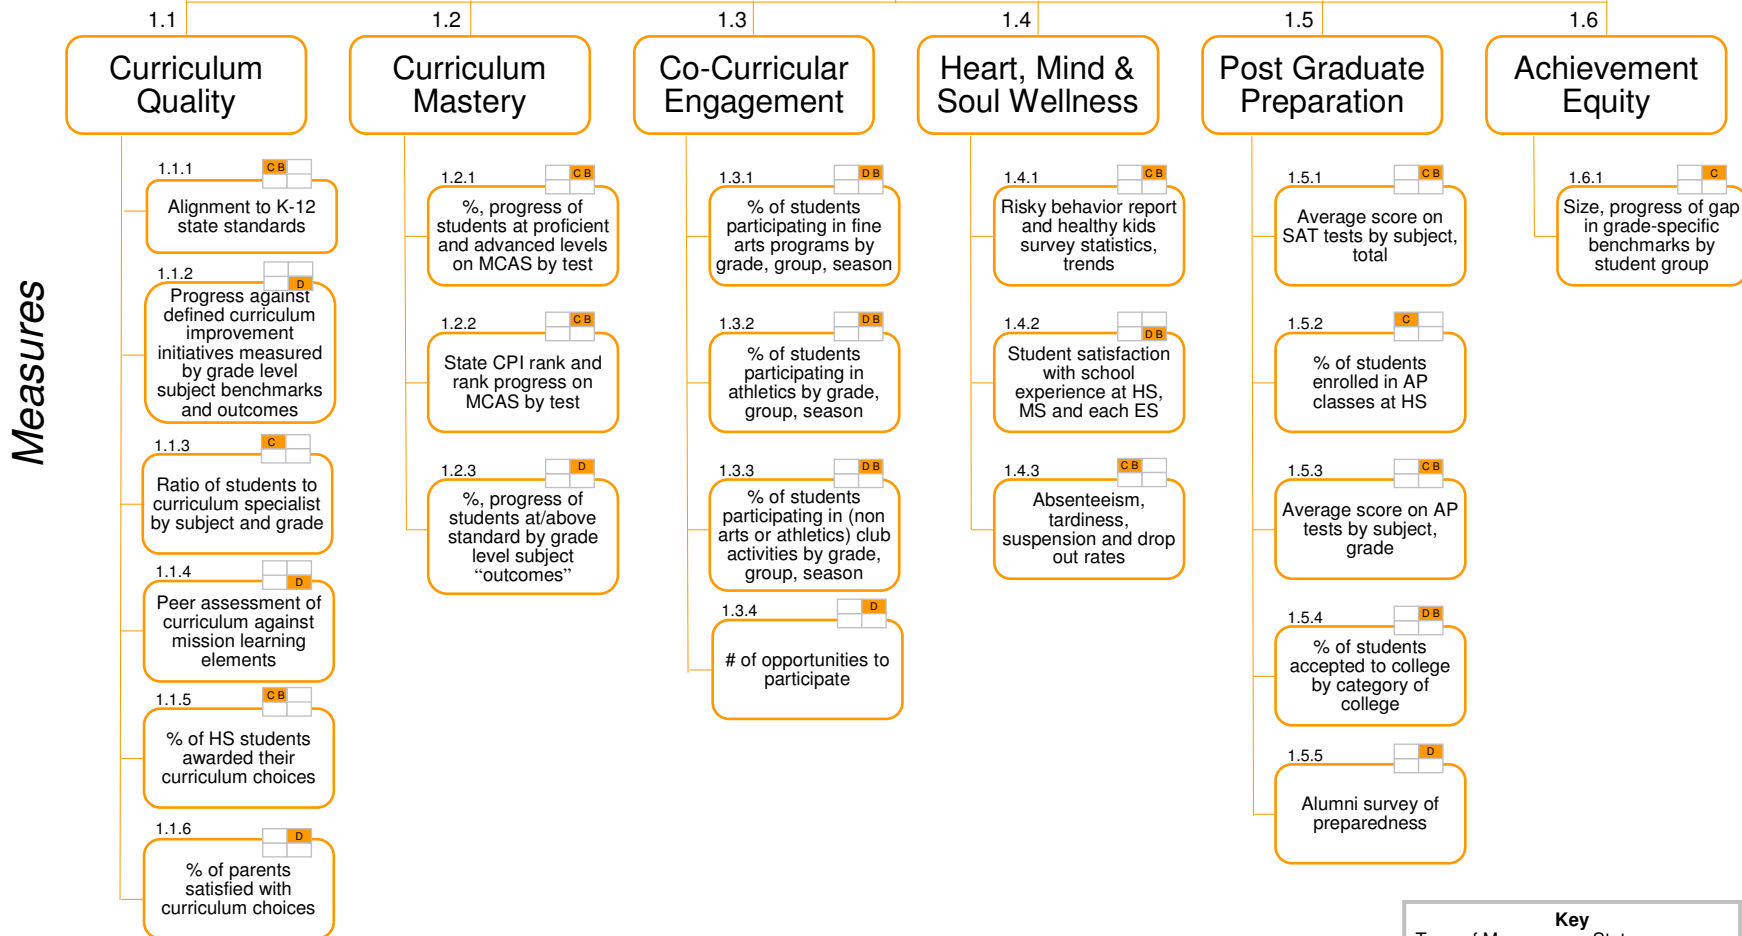 1.1
Curriculum
Quality
1.1.1
C B
Alignment to K-12
state standards
1.1.2
D
Progress against
defined curriculum
improvement
initiatives measured
by grade level
subject benchmarks
and outcomes
1.1.3
C
Ratio of students to
curriculum specialist
by subject and grade
1.1.4
D
Peer assessment of
curriculum against
mission learning
elements
1.1.5
C B
% of HS students
awarded their
curriculum choices
1.1.6
D
% of parents
satisfied with
curriculum choices
1.2
Curriculum
Mastery
1.2.1
C B
%, progress of
students at proficient
and advanced levels
on MCAS by test
1.2.2
C B
State CPI rank and
rank progress on
MCAS by test
1.2.3
D
%, progress of
students at/above
standard by grade
level subject
“outcomes”
1.3
Co-Curricular
Engagement
1.3.1
D B
% of students
participating in fine
arts programs by
grade, group, season
1.3.2
D B
% of students
participating in
athletics by grade,
group, season
1.3.3
D B
% of students
participating in (non
arts or athletics) club
activities by grade,
group, season
1.3.4
D
# of opportunities to
participate
1.4
Heart, Mind &
Soul Wellness
1.4.1
C B
Risky behavior report
and healthy kids
survey statistics,
trends
1.4.2
D B
Student satisfaction
with school
experience at HS,
MS and each ES
1.4.3
C B
Absenteeism,
tardiness,
suspension and drop
out rates
1.5
Post Graduate
Preparation
1.5.1
C B
Average score on
SAT tests by subject,
total
1.5.2
C
% of students
enrolled in AP
classes at HS
1.5.3
C B
Average score on AP
tests by subject,
grade
1.5.4
D B
% of students
accepted to college
by category of
college
1.5.5
D
Alumni survey of
preparedness
1.6
Achievement
Equity
1.6.1
C
Size, progress of gap
in grade-specific
benchmarks by
student group
Measures
Key